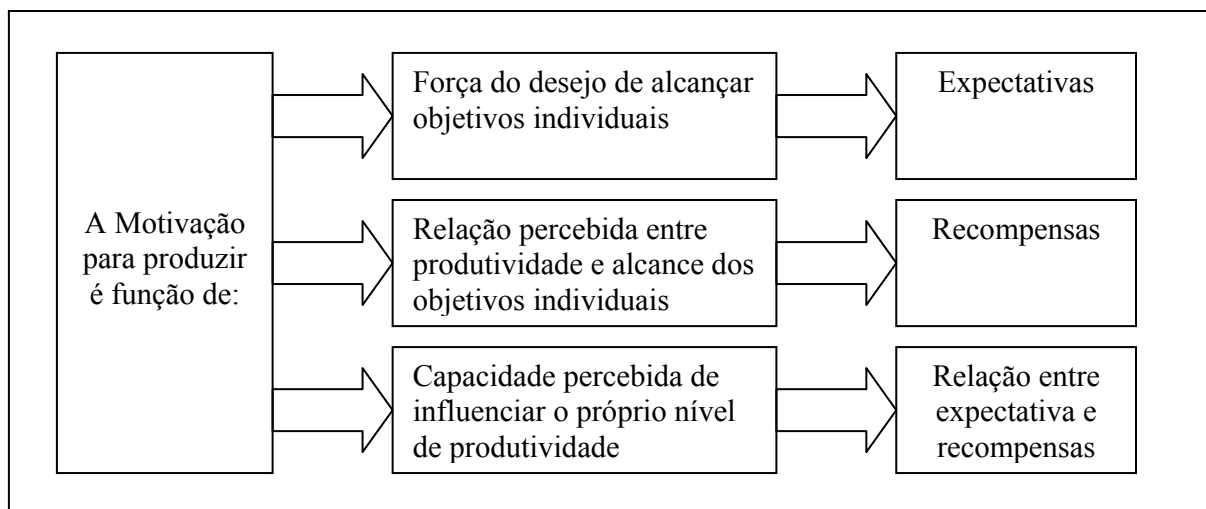 A Motivação
para produzir
é função de:
Força do desejo de alcançar
objetivos individuais
Expectativas
Relação percebida entre
produtividade e alcance dos
objetivos individuais
Recompensas
Capacidade percebida de
influenciar o próprio nível
de produtividade
Relação entre
expectativa e
recompensas